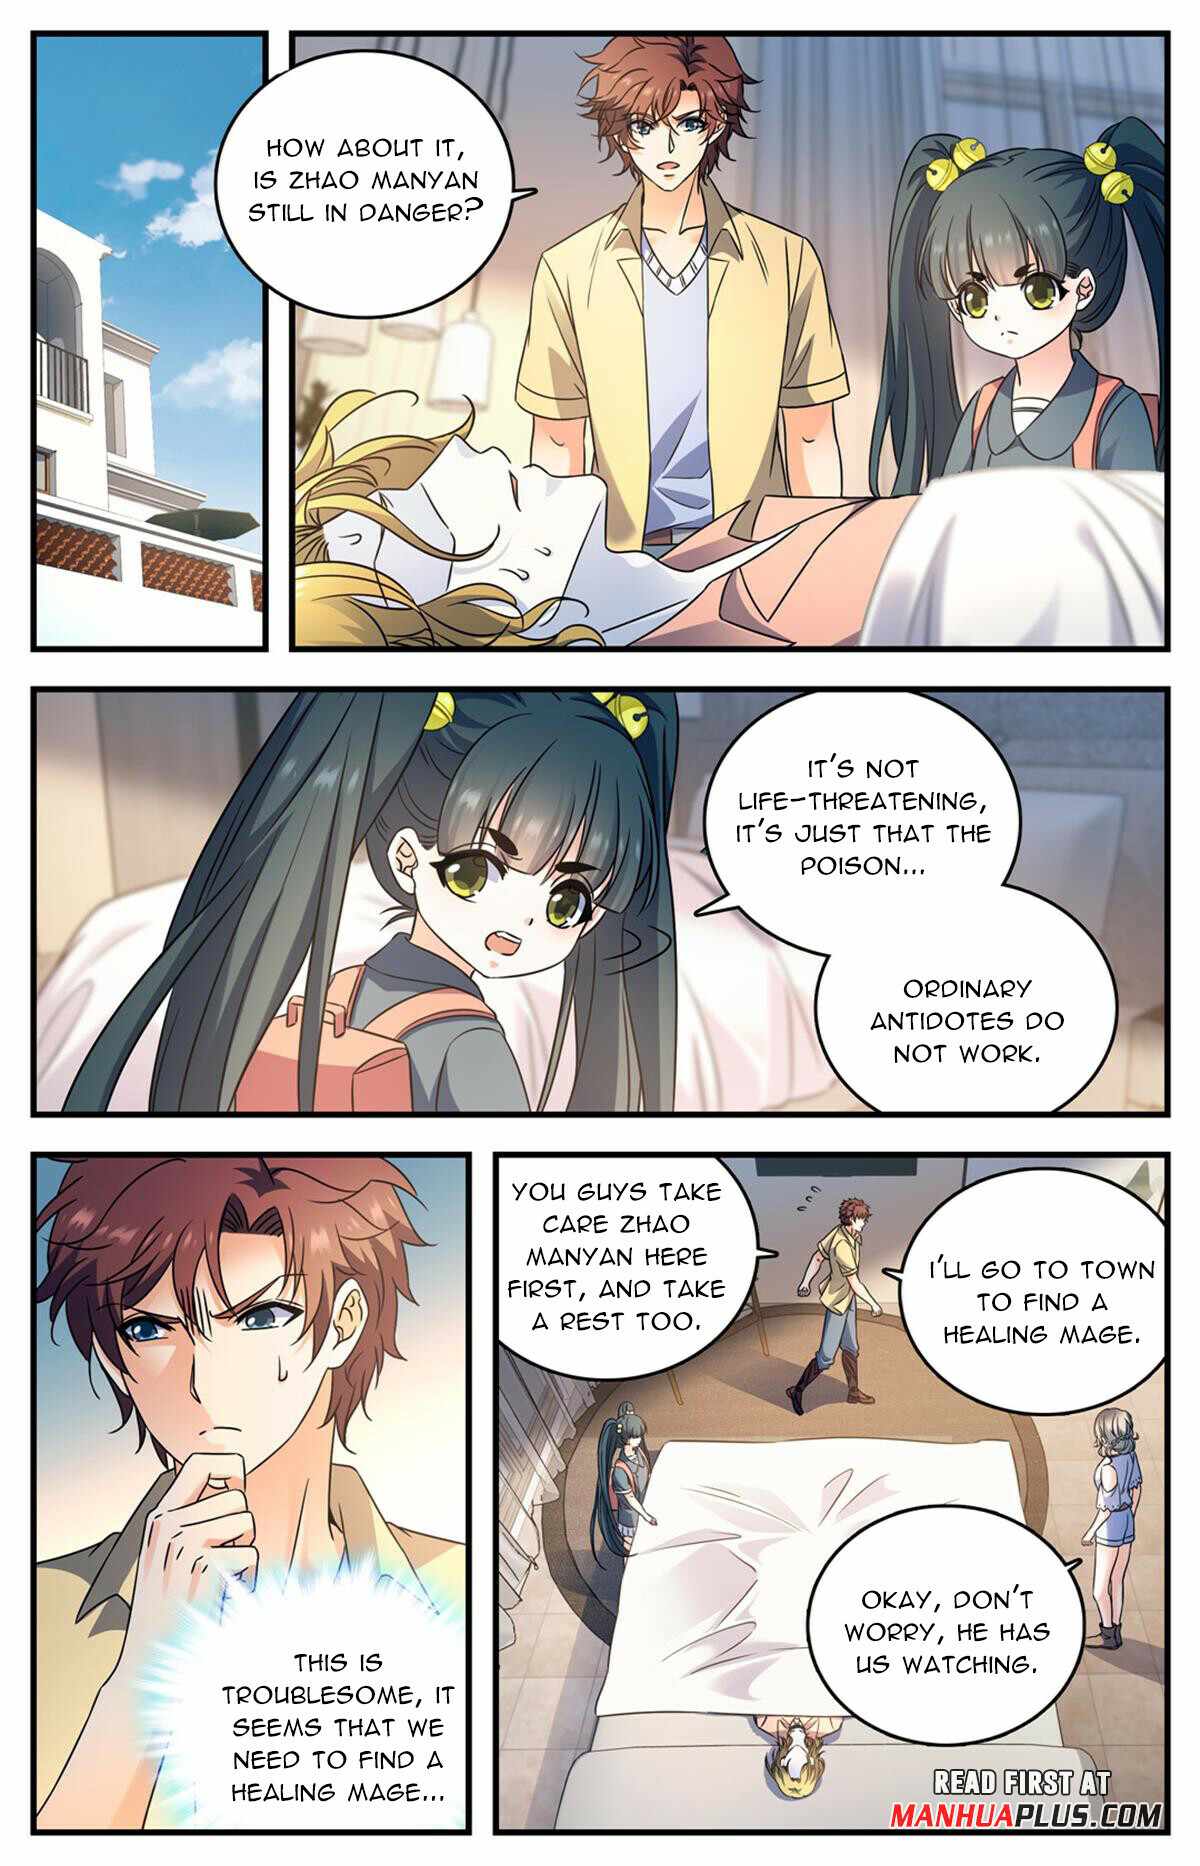 HOW ABOUT IT,
IS ZHAO MANYAN
STILL IN DANGER?
IT'S NOT
LIFE-THREATENING,
IT'S JUST THAT THE
POISON...
ORDINARY
ANTIDOTES DO
NOT WORK.
THIS IS
TROUBLESOME, IT
SEEMS THAT WE
NEED TO FIND A
HEALING MAGE...
YOU GUYS TAKE
CARE ZHAO
MANYAN HERE
FIRST, AND TAKE
A REST TOO.
I'LL GO TO TOWN
TO FIND A
HEALING MAGE.
OKAY, DON'T
WORRY, HE HAS
US WATCHING.
READ FIRST AT
MANHUAPLUS.COM